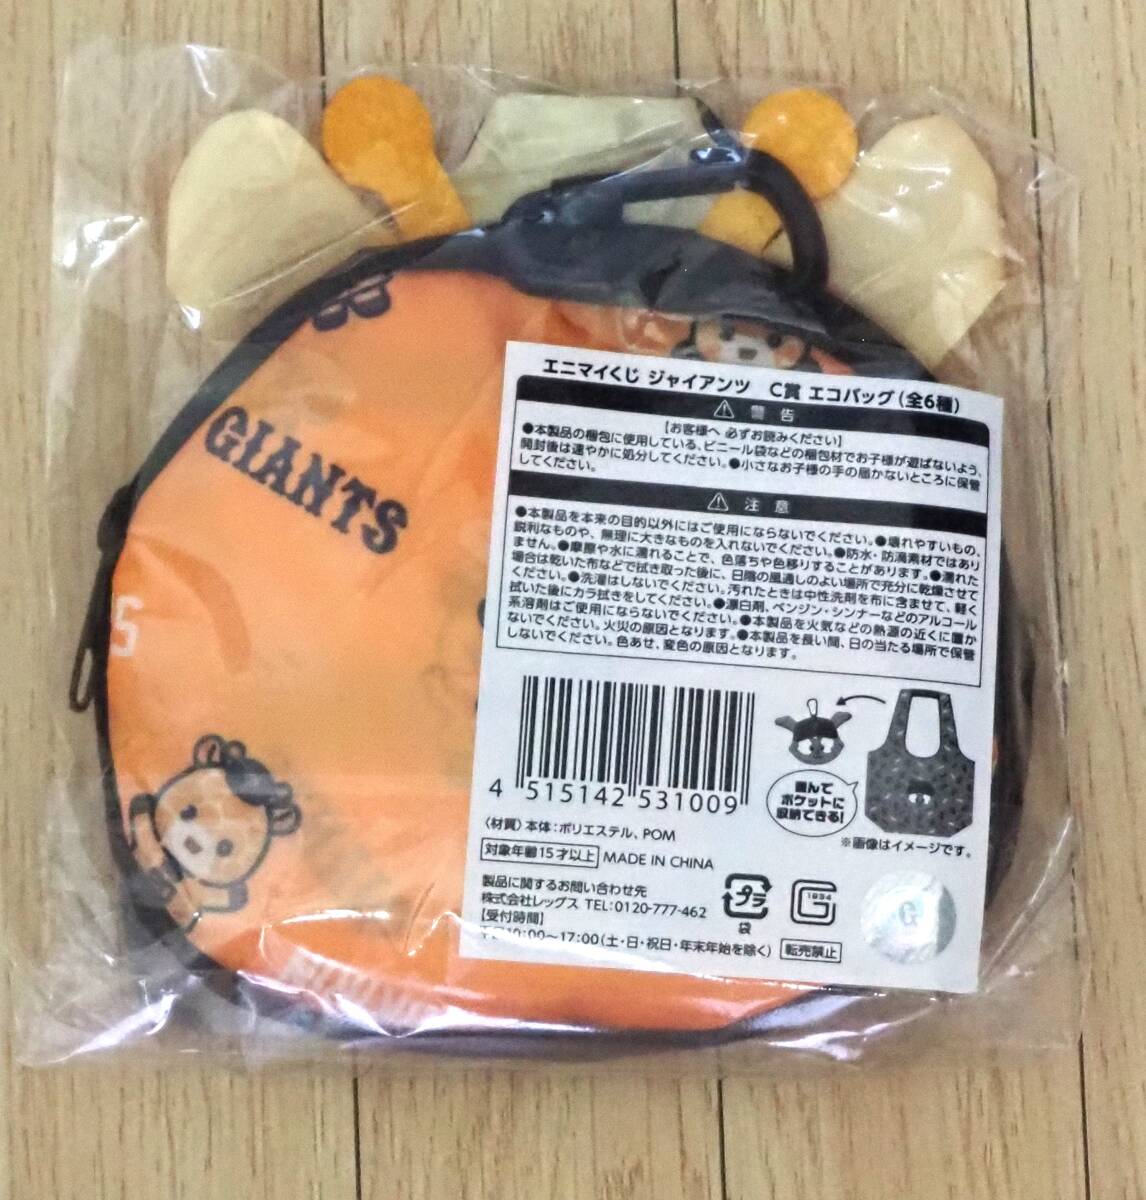 GIANTS
S
エニマイくじ ジャイアンツ　C賞 エコバッグ(全6種)
⚠ 警 告
【お客様へ 必ずお読みください】
●本製品の梱包に使用している、ビニール袋などの梱包材でお子様が遊ばないよう、
開封後は速やかに処分してください。●小さなお子様の手の届かないところに保管
してください。
⚠ 注 意
●本製品を本来の目的以外にはご使用にならないでください。●壊れやすいもの、
鋭利なものや、無理に大きなものを入れないでください。●防水・防滴素材ではあり
ません。●摩擦や水に濡れることで、色落ちや色移りすることがあります。●濡れた
場合は乾いた布などで拭き取った後に、日陰の風通しのよい場所で充分に乾燥させて
ください。●洗濯はしないでください。汚れたときは中性洗剤を布に含ませて、軽く
拭いた後にカラ拭きをしてください。●漂白剤、ベンジン・シンナーなどのアルコール
系溶剤はご使用にならないでください。●本製品を火気などの熱源の近くに置か
ないでください。火災の原因となります。●本製品を長い間、日の当たる場所で保管
しないでください。色あせ、変色の原因となります。
4 515142 531009
畳んで
ポケットに
収納できる!
※画像はイメージです。
〈材質〉本体:ポリエステル、POM
対象年齢15才以上 MADE IN CHINA
製品に関するお問い合わせ先
株式会社レッグス TEL:0120-777-462
【受付時間】
平日10:00～17:00(土・日・祝日・年末年始を除く)
プラ
袋
1934
G
転売禁止
G